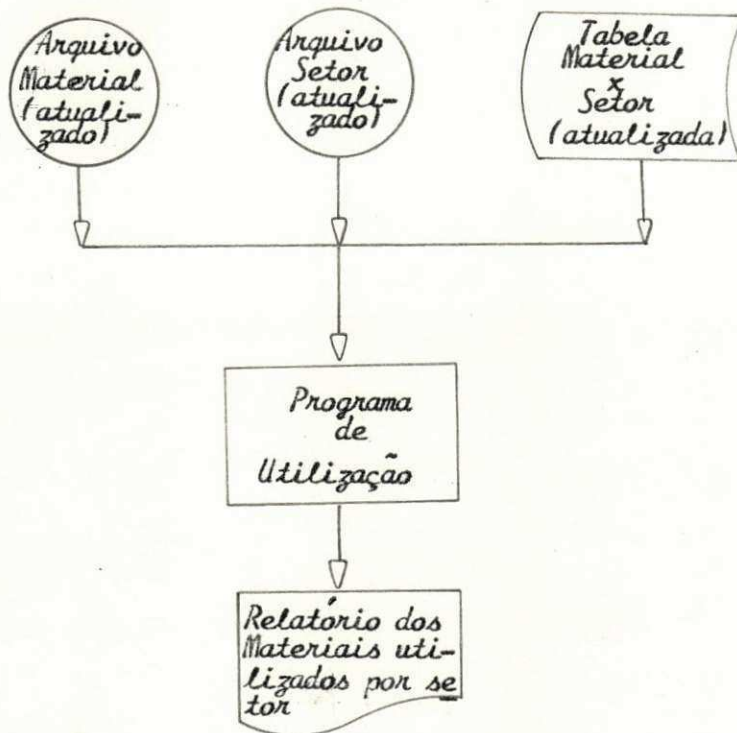 Arquivo
Material
(atuali-
zado)
Arquivo
Setor
(atuali-
zado)
Tabela
Material
x
Setor
(atualizada)
Programa
de
Utilização
Relatório dos
Materiais uti-
lizados por se
tor